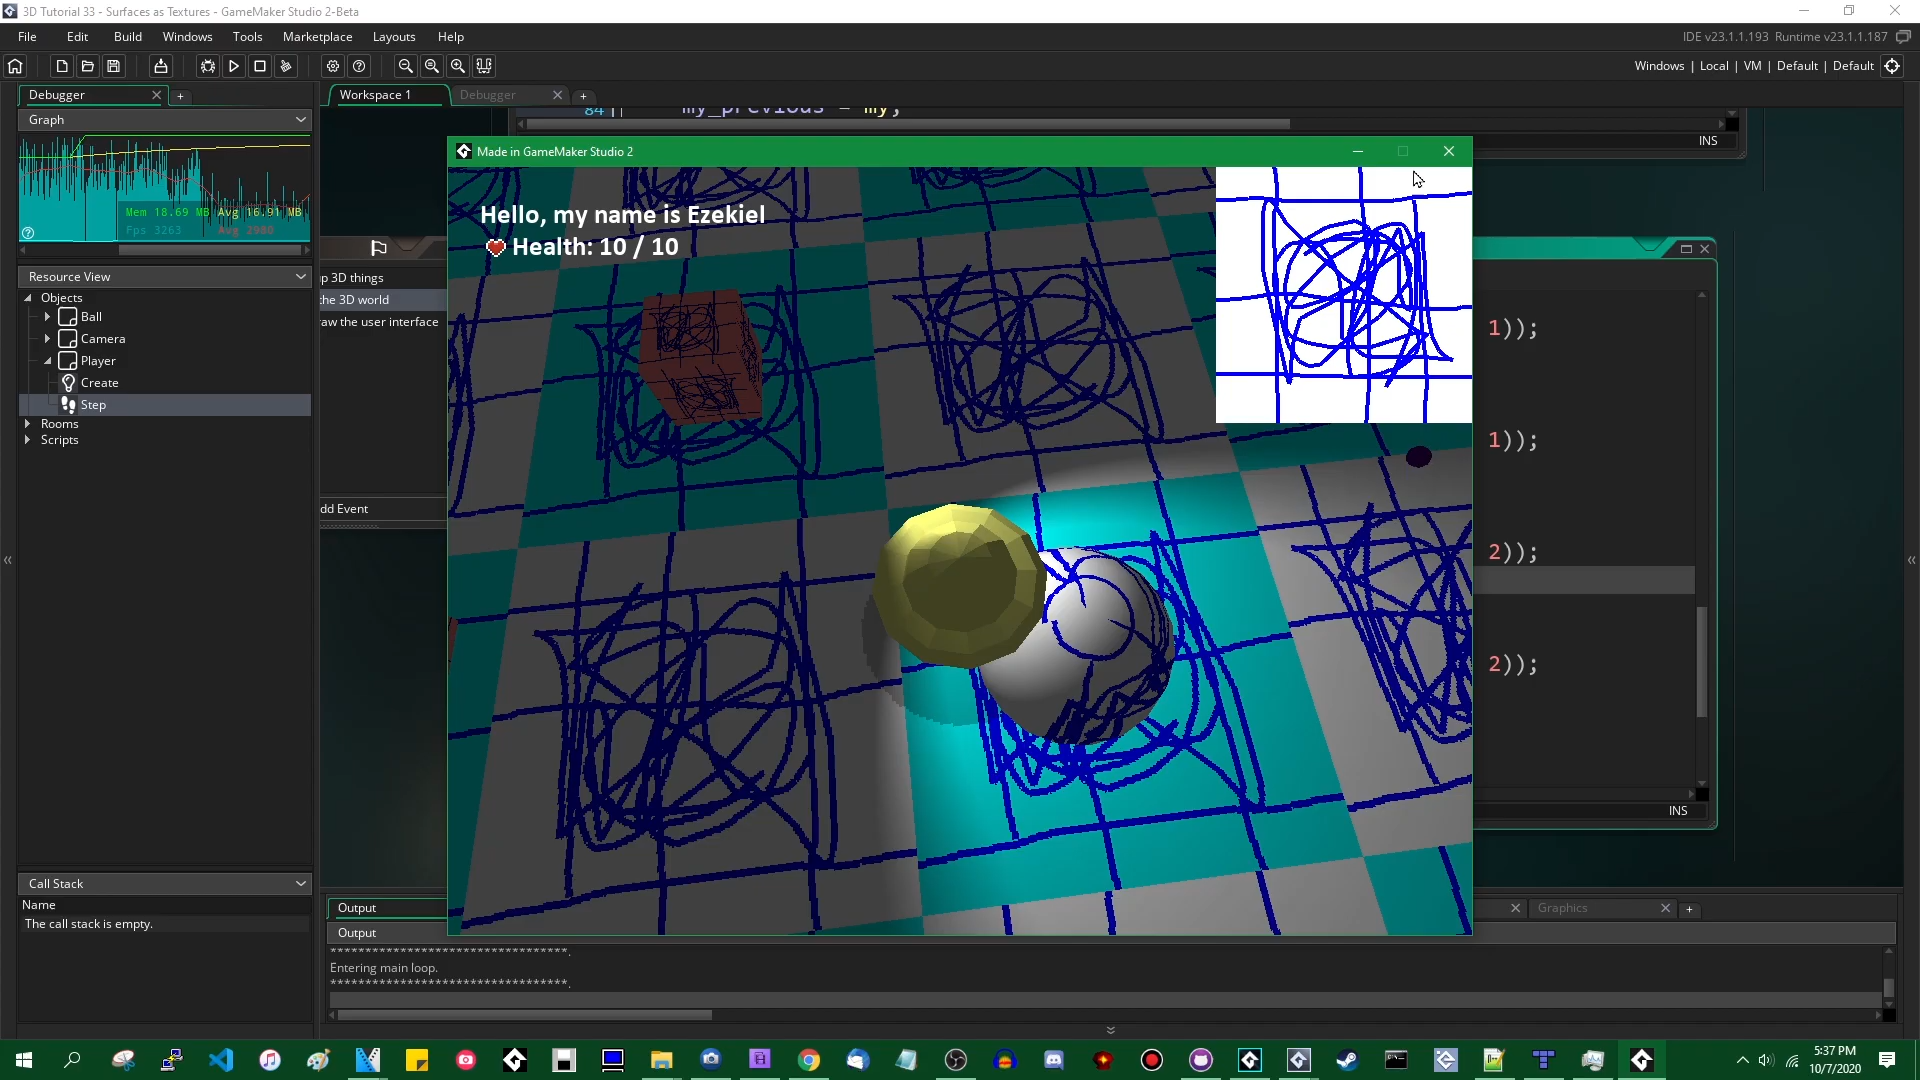 3D Tutorial 33 - Surfaces as Textures - GameMaker Studio 2-Beta
File Edit Build Windows Tools Marketplace Layouts Help
IDE v23.1.1.193 Runtime v23.1.1.187
Windows | Local | VM | Default | Default
Debugger
Workspace 1
Debugger
Graph
84
my_previous = my;
INS
Made in GameMaker Studio 2
Hello, my name is Ezekiel
Health: 10 / 10
Mem 18.69 MB Avg 16.91 MB
Fps 3263 Avg 2980
Resource View
Objects
Ball
Camera
Player
Create
Step
Rooms
Scripts
p 3D things
the 3D world
raw the user interface
dd Event
1));
1));
2));
2));
INS
Call Stack
Name
The call stack is empty.
Output
Graphics
Output
***********************************.
Entering main loop.
***********************************.
5:37 PM
10/7/2020